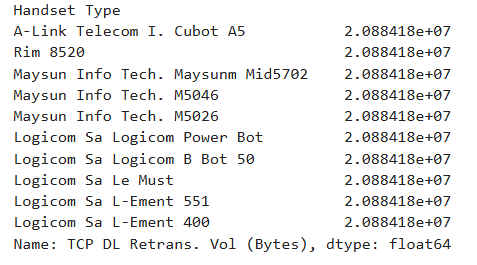 Handset Type
A-Link Telecom I. Cubot A5 2.088418e+07
Rim 8520 2.088418e+07
Maysun Info Tech. Maysunm Mid5702 2.088418e+07
Maysun Info Tech. M5046 2.088418e+07
Maysun Info Tech. M5026 2.088418e+07
Logicom Sa Logicom Power Bot 2.088418e+07
Logicom Sa Logicom B Bot 50 2.088418e+07
Logicom Sa Le Must 2.088418e+07
Logicom Sa L-Ement 551 2.088418e+07
Logicom Sa L-Ement 400 2.088418e+07
Name: TCP DL Retrans. Vol (Bytes), dtype: float64